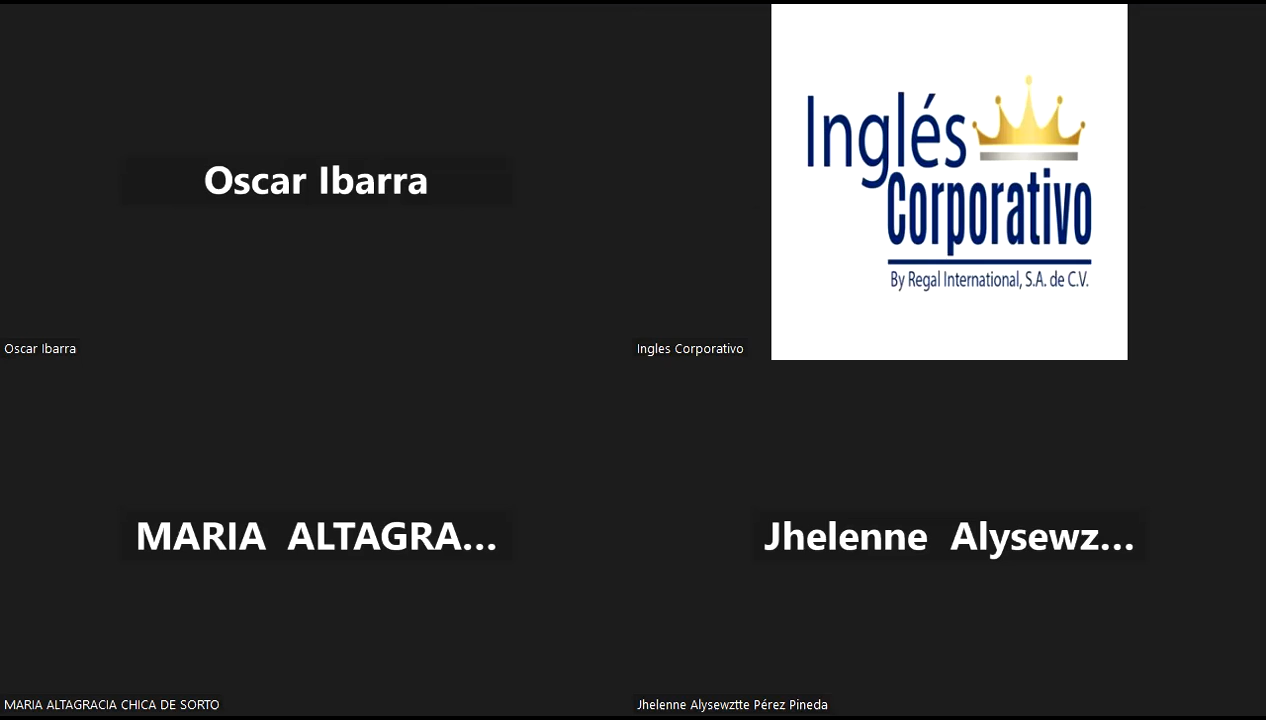 Oscar Ibarra
Oscar Ibarra
Inglés
Corporativo
By Regal International, S.A. de C.V.
Ingles Corporativo
MARIA ALTAGRA...
MARIA ALTAGRACIA CHICA DE SORTO
Jhelenne Alysewz...
Jhelenne Alysewztte Pérez Pineda